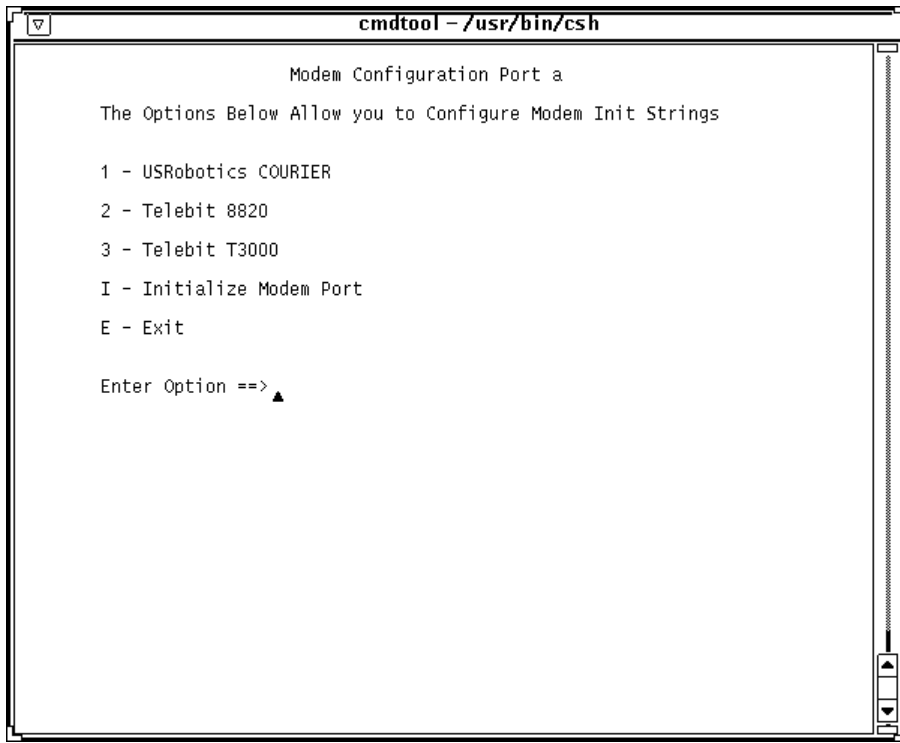 cmdtool - /usr/bin/csh
Modem Configuration Port a
The Options Below Allow you to Configure Modem Init Strings
1 - USRobotics COURIER
2 - Telebit 8820
3 - Telebit T3000
I - Initialize Modem Port
E - Exit
Enter Option ==>